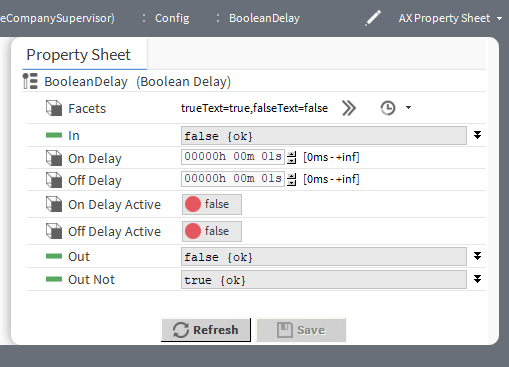 eCompanySupervisor) : Config : BooleanDelay AX Property Sheet
Property Sheet
BooleanDelay (Boolean Delay)
Facets trueText=true,falseText=false
In false {ok}
On Delay 00000h 00m 01s [0ms-+inf]
Off Delay 00000h 00m 01s [0ms-+inf]
On Delay Active false
Off Delay Active false
Out false {ok}
Out Not true {ok}
Refresh Save